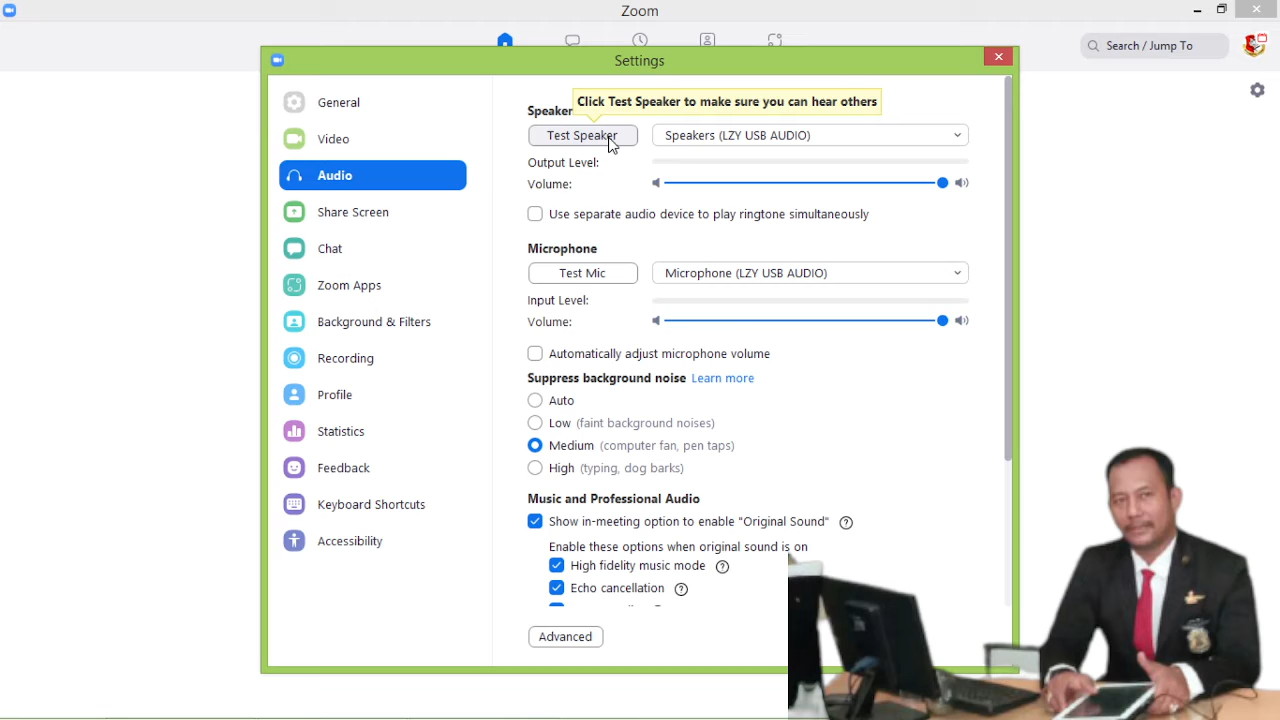 Zoom
Search / Jump To
Settings
General
Video
Audio
Share Screen
Chat
Zoom Apps
Background & Filters
Recording
Profile
Statistics
Feedback
Keyboard Shortcuts
Accessibility
Click Test Speaker to make sure you can hear others
Speaker
Test Speaker
Speakers (LZY USB AUDIO)
Output Level:
Volume:
Use separate audio device to play ringtone simultaneously
Microphone
Test Mic
Microphone (LZY USB AUDIO)
Input Level:
Volume:
Automatically adjust microphone volume
Suppress background noise Learn more
Auto
Low (faint background noises)
Medium (computer fan, pen taps)
High (typing, dog barks)
Music and Professional Audio
Show in-meeting option to enable "Original Sound"
Enable these options when original sound is on
High fidelity music mode
Echo cancellation
Advanced